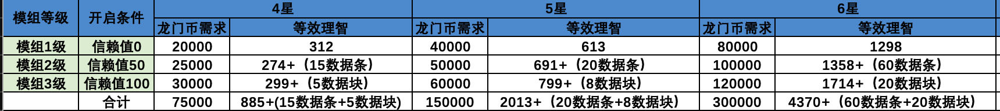 模组等级 开启条件 4星 5星 6星
龙门币需求 等效理智 龙门币需求 等效理智 龙门币需求 等效理智
模组1级 信赖值0 20000 312 40000 613 80000 1298
模组2级 信赖值50 25000 274+（15数据条） 50000 691+（20数据条） 100000 1358+（60数据条）
模组3级 信赖值100 30000 299+（5数据块） 60000 799+（8数据块） 120000 1714+（20数据块）
合计 75000 885+(15数据条+5数据块) 150000 2013+（20数据条+8数据块） 300000 4370+（60数据条+20数据块）